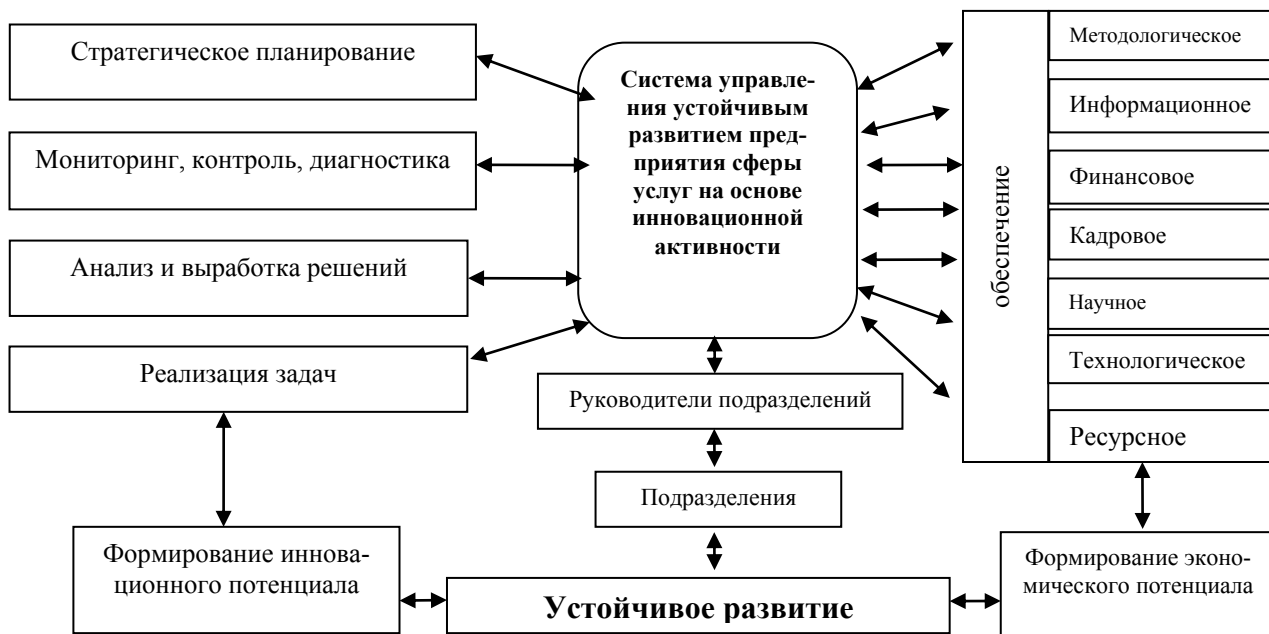 Стратегическое планирование
Мониторинг, контроль, диагностика
Анализ и выработка решений
Реализация задач
Система управле-
ния устойчивым
развитием пред-
приятия сферы
услуг на основе
инновационной
активности
Руководители подразделений
Подразделения
обеспечение
Методологическое
Информационное
Финансовое
Кадровое
Научное
Технологическое
Ресурсное
Формирование иннова-
ционного потенциала
Устойчивое развитие
Формирование эконо-
мического потенциала